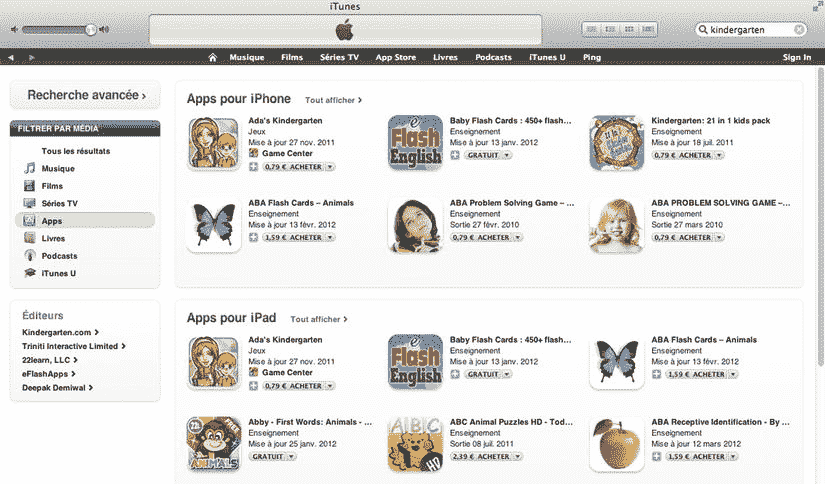 iTunes
kindergarten
Musique Films Séries TV App Store Livres Podcasts iTunes U Ping Sign In
Recherche avancée ›
FILTRER PAR MÉDIA
Tous les résultats
Musique
Films
Séries TV
Apps
Livres
Podcasts
iTunes U
Éditeurs
Kindergarten.com
Triniti Interactive Limited
22learn, LLC
eFlashApps
Deepak Demiwal
Apps pour iPhone Tout afficher ›
Ada's Kindergarten
Jeux
Mise à jour 27 nov. 2011
Game Center
0,79 € ACHETER
e
Flash
English
Baby Flash Cards : 450+ flash...
Enseignement
Mise à jour 13 janv. 2012
GRATUIT
Kindergarten: 21 in 1 kids pack
Enseignement
Mise à jour 18 juil. 2011
0,79 € ACHETER
ABA Flash Cards – Animals
Enseignement
Mise à jour 13 févr. 2012
1,59 € ACHETER
ABA Problem Solving Game – ...
Enseignement
Sortie 27 févr. 2010
0,79 € ACHETER
ABA PROBLEM SOLVING GAME –...
Enseignement
Sortie 27 mars 2010
0,79 € ACHETER
Apps pour iPad Tout afficher ›
Ada's Kindergarten
Jeux
Mise à jour 27 nov. 2011
Game Center
0,79 € ACHETER
e
Flash
English
Baby Flash Cards : 450+ flash...
Enseignement
Mise à jour 13 janv. 2012
GRATUIT
ABA Flash Cards – Animals
Enseignement
Mise à jour 13 févr. 2012
1,59 € ACHETER
22L
FREE
ANIMALS
Abby - First Words: Animals - ...
Enseignement
Mise à jour 25 janv. 2012
GRATUIT
ABC
HD
ABC Animal Puzzles HD - Tod...
Enseignement
Sortie 08 juil. 2011
2,39 € ACHETER
ABA Receptive Identification - By ...
Enseignement
Mise à jour 12 mars 2012
1,59 € ACHETER